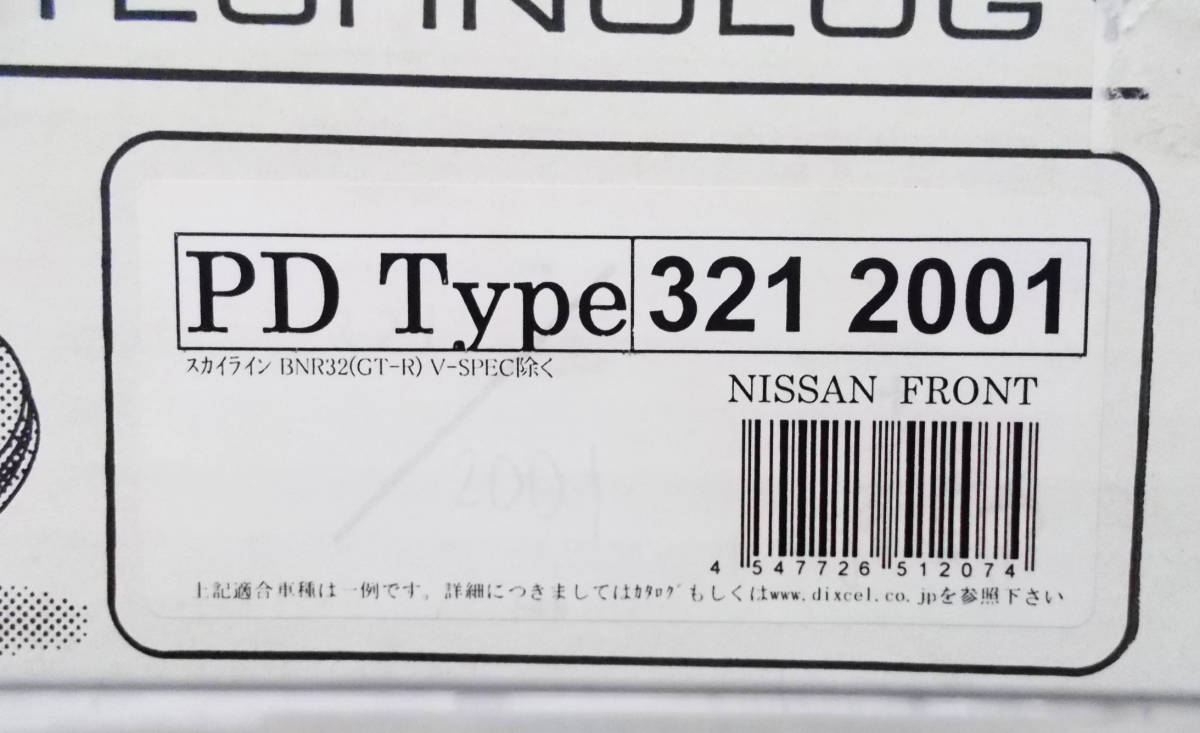 TECHNOLOG
PD Type 321 2001
スカイライン BNR32(GT-R) V-SPEC除く
NISSAN FRONT
4 547726 512074
上記適合車種は一例です。詳細につきましてはｶﾀﾛｸﾞもしくはwww.dixcel.co.jpを参照下さい